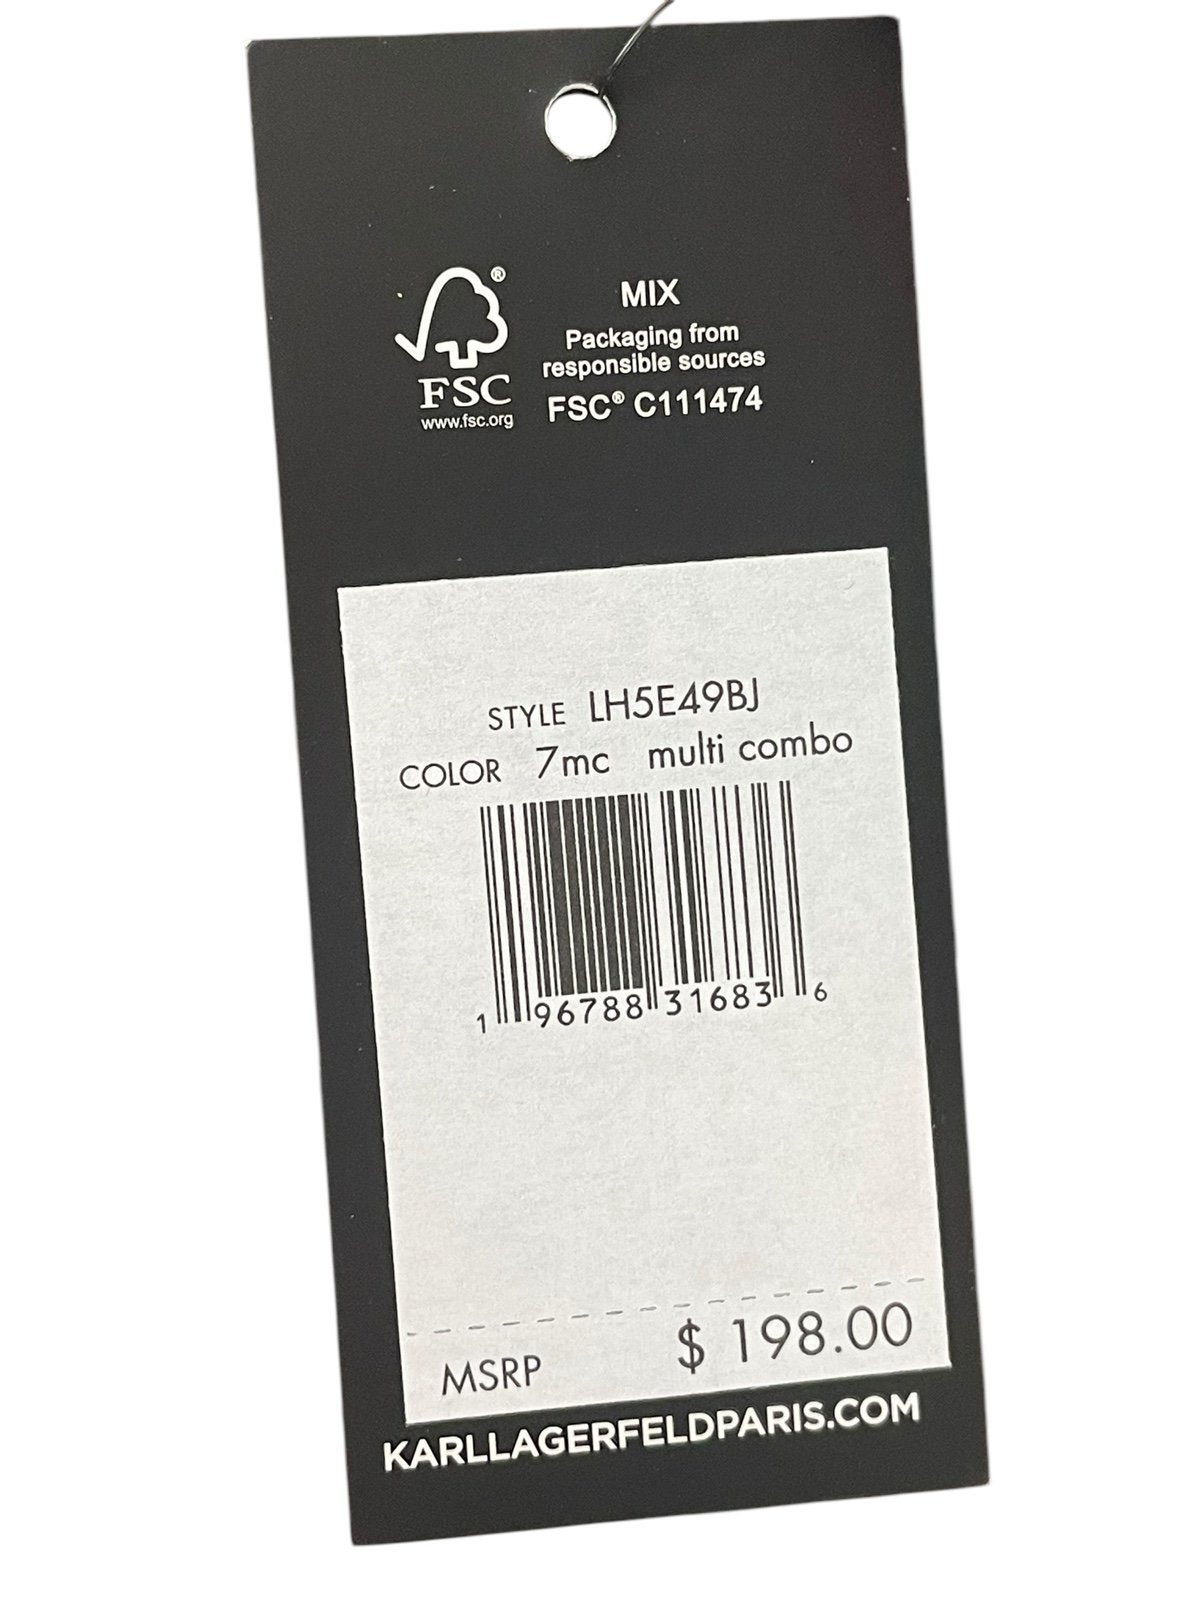 ®
MIX
Packaging from
responsible sources
FSC
www.fsc.org
FSC® C111474
STYLE LH5E49BJ
COLOR 7mc multi combo
1 96788 31683 6
MSRP $ 198.00
KARLLAGERFELDPARIS.COM